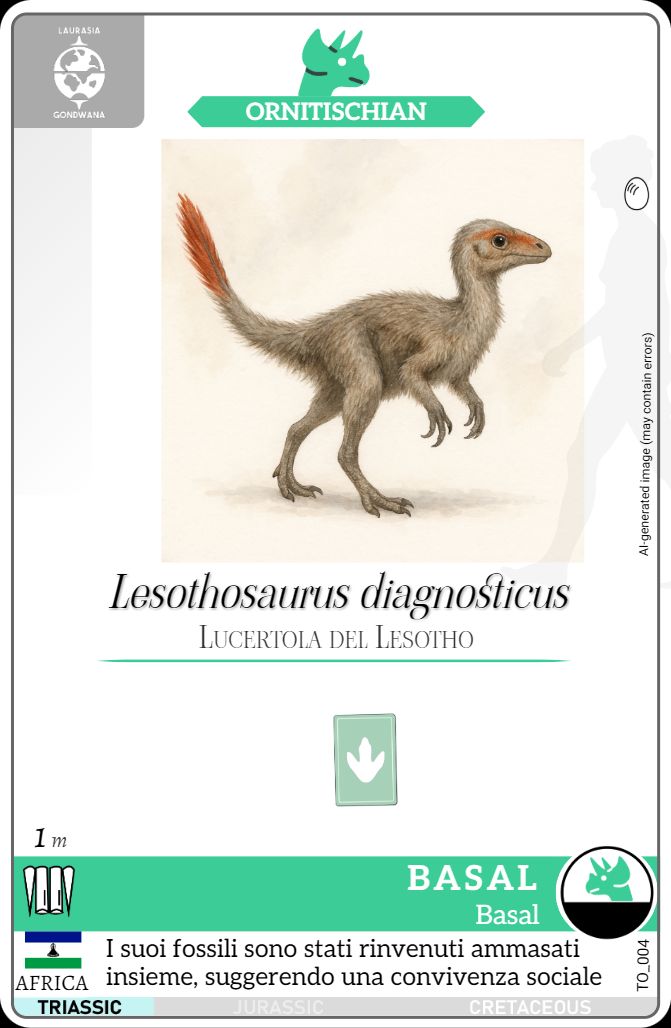 LAURASIA
GONDWANA
ORNITISCHIAN
AI-generated image (may contain errors)
Lesothosaurus diagnosticus
Lucertola del Lesotho
1 m
BASAL
Basal
AFRICA
I suoi fossili sono stati rinvenuti ammasati
insieme, suggerendo una convivenza sociale
TO_004
TRIASSIC
JURASSIC
CRETACEOUS